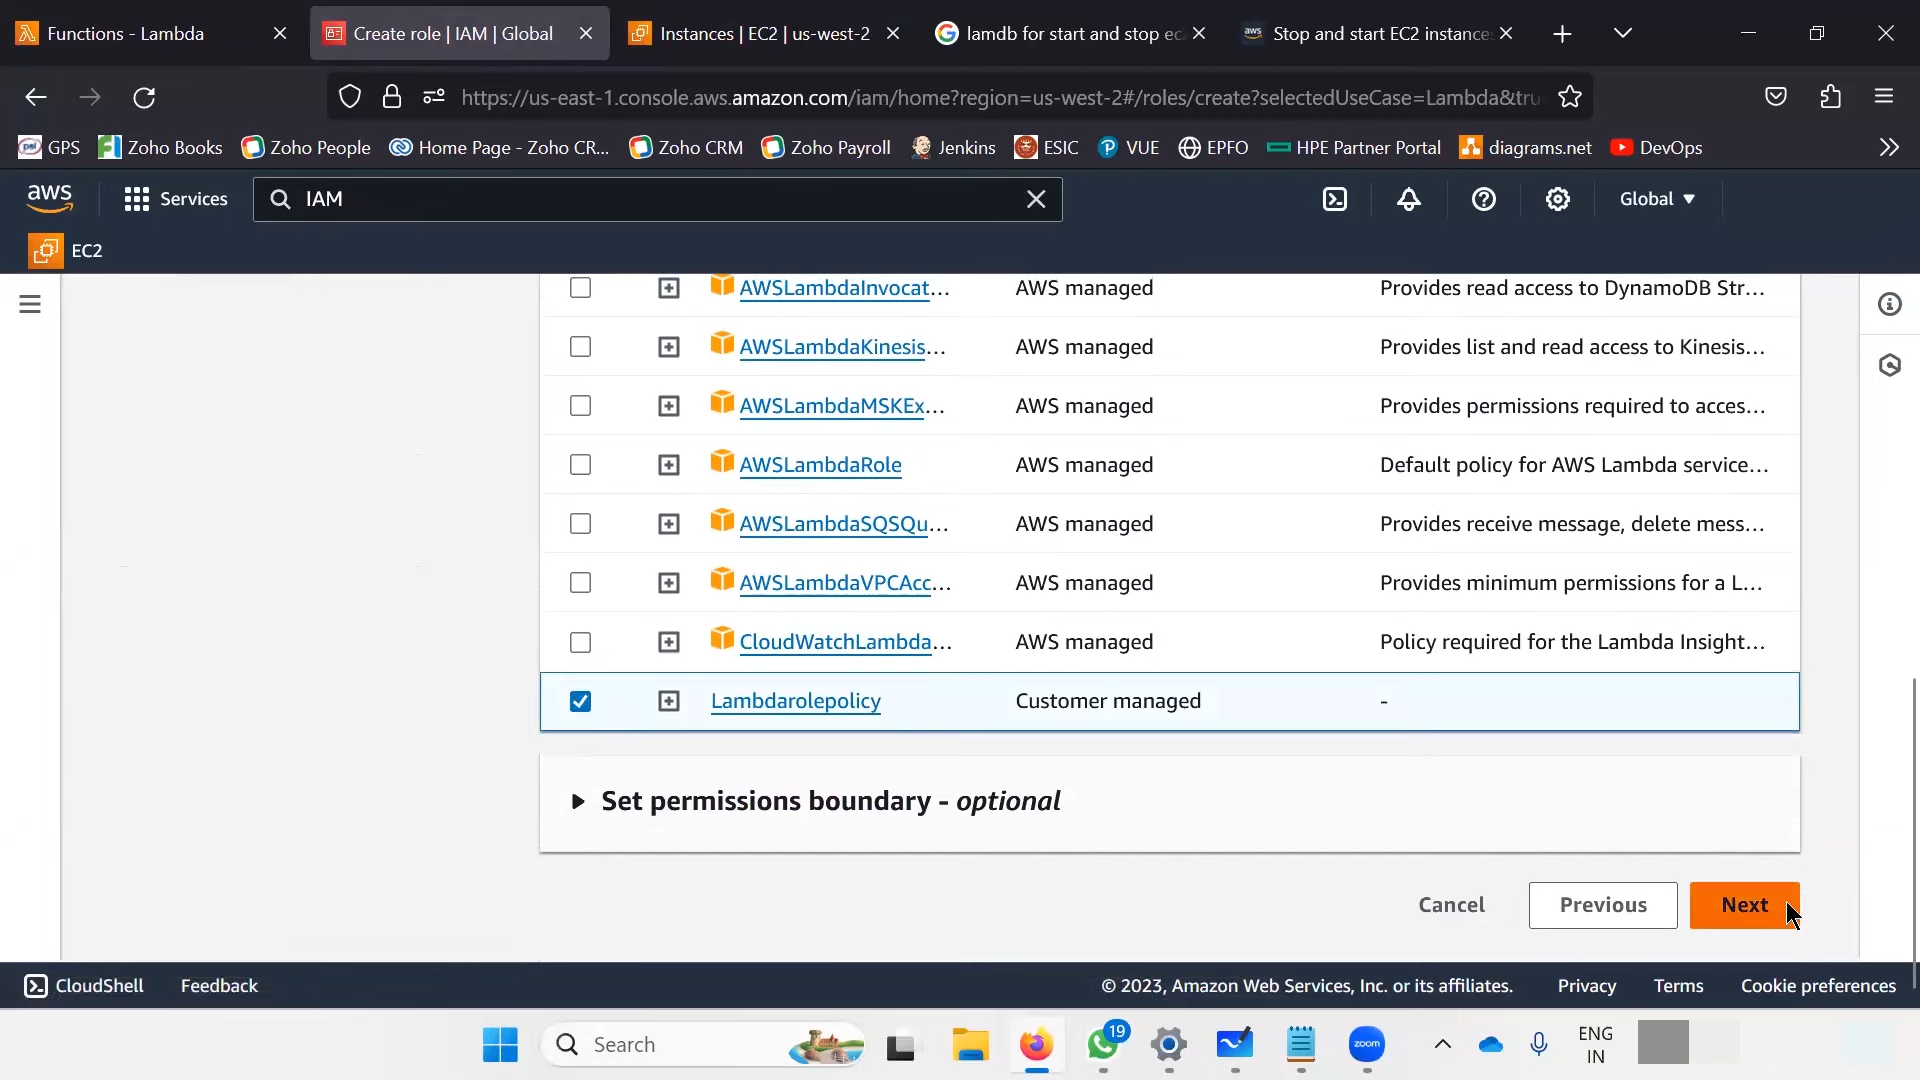 Functions - Lambda
Create role | IAM | Global
Instances | EC2 | us-west-2
lamdb for start and stop ec
aws Stop and start EC2 instance
https://us-east-1.console.aws.amazon.com/iam/home?region=us-west-2#/roles/create?selectedUseCase=Lambda&tru
GPS
Zoho Books
Zoho People
Home Page - Zoho CR...
Zoho CRM
Zoho Payroll
Jenkins
ESIC
VUE
EPFO
HPE Partner Portal
diagrams.net
DevOps
aws
Services
IAM
Global
EC2
AWSLambdaInvocat... AWS managed Provides read access to DynamoDB Str...
AWSLambdaKinesis... AWS managed Provides list and read access to Kinesis...
AWSLambdaMSKEx... AWS managed Provides permissions required to acces...
AWSLambdaRole AWS managed Default policy for AWS Lambda service...
AWSLambdaSQSQu... AWS managed Provides receive message, delete mess...
AWSLambdaVPCAcc... AWS managed Provides minimum permissions for a L...
CloudWatchLambda... AWS managed Policy required for the Lambda Insight...
Lambdarolepolicy Customer managed -
Set permissions boundary - optional
Cancel
Previous
Next
CloudShell
Feedback
© 2023, Amazon Web Services, Inc. or its affiliates.
Privacy
Terms
Cookie preferences
Search
19
zoom
ENG
IN